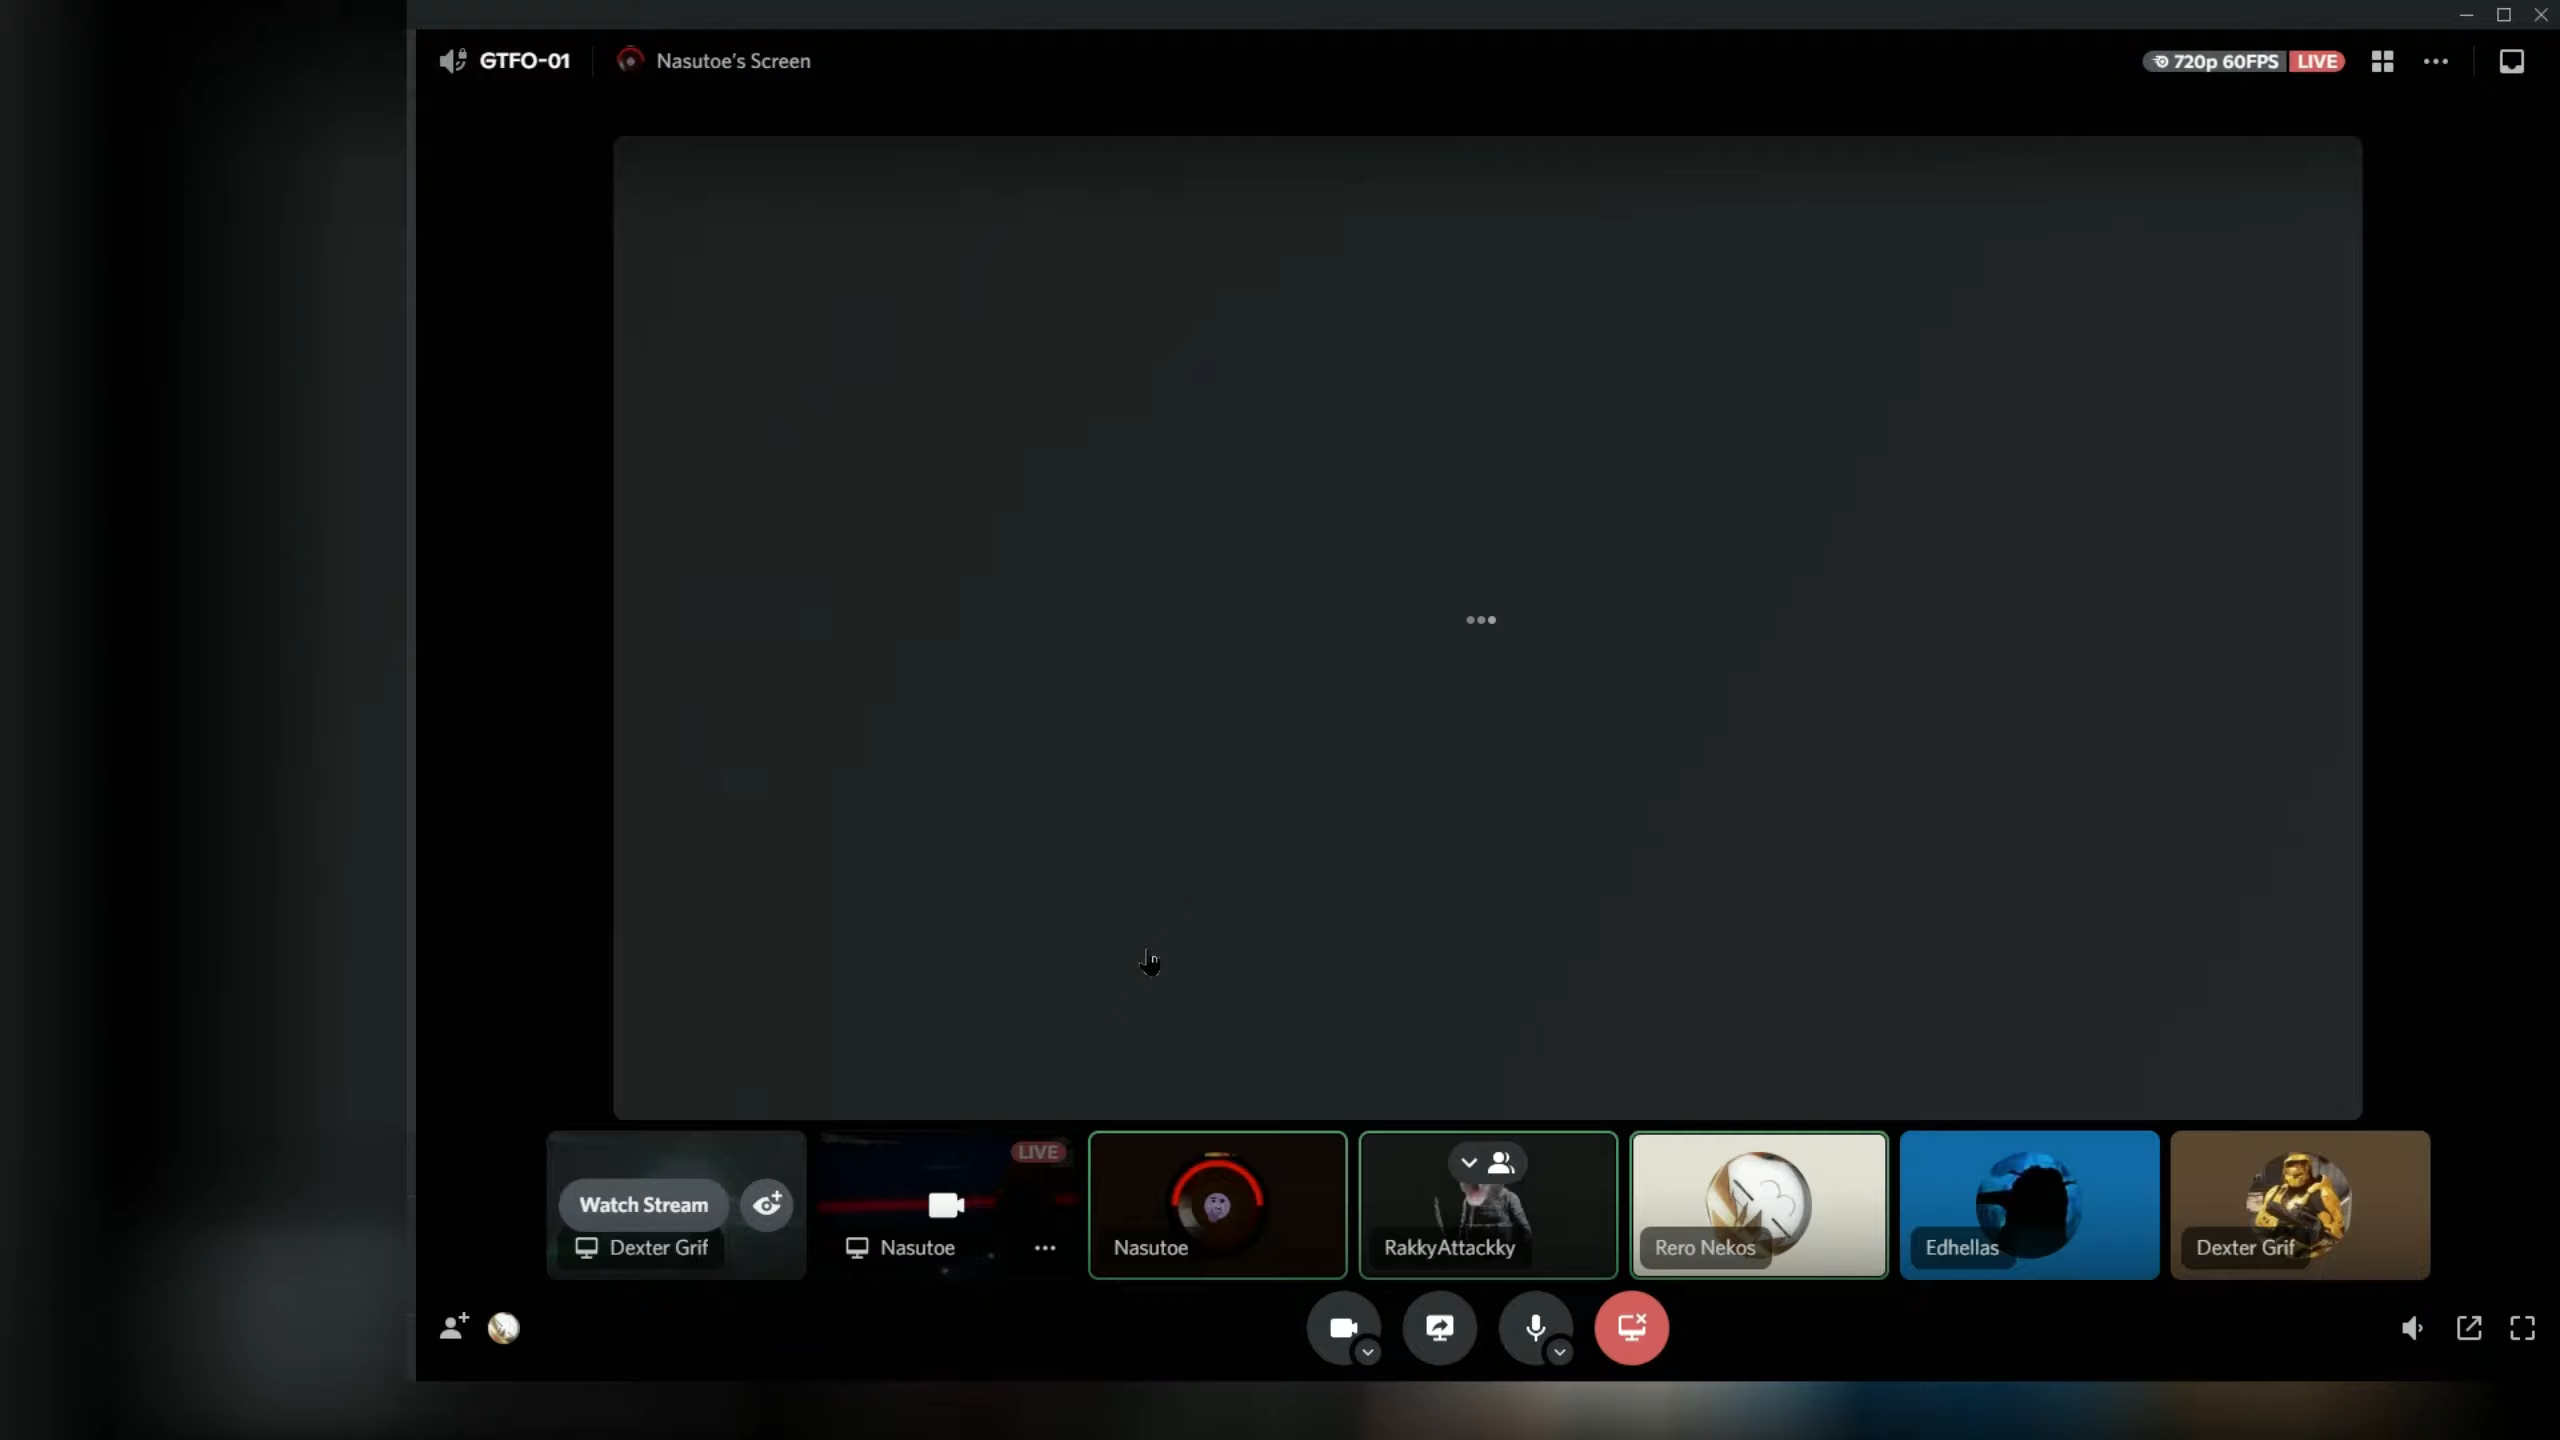 GTFO-01
Nasutoe's Screen
720p 60FPS
LIVE
LIVE
Watch Stream
Dexter Grif
Nasutoe
Nasutoe
RakkyAttackky
Rero Nekos
Edhellas
Dexter Grif